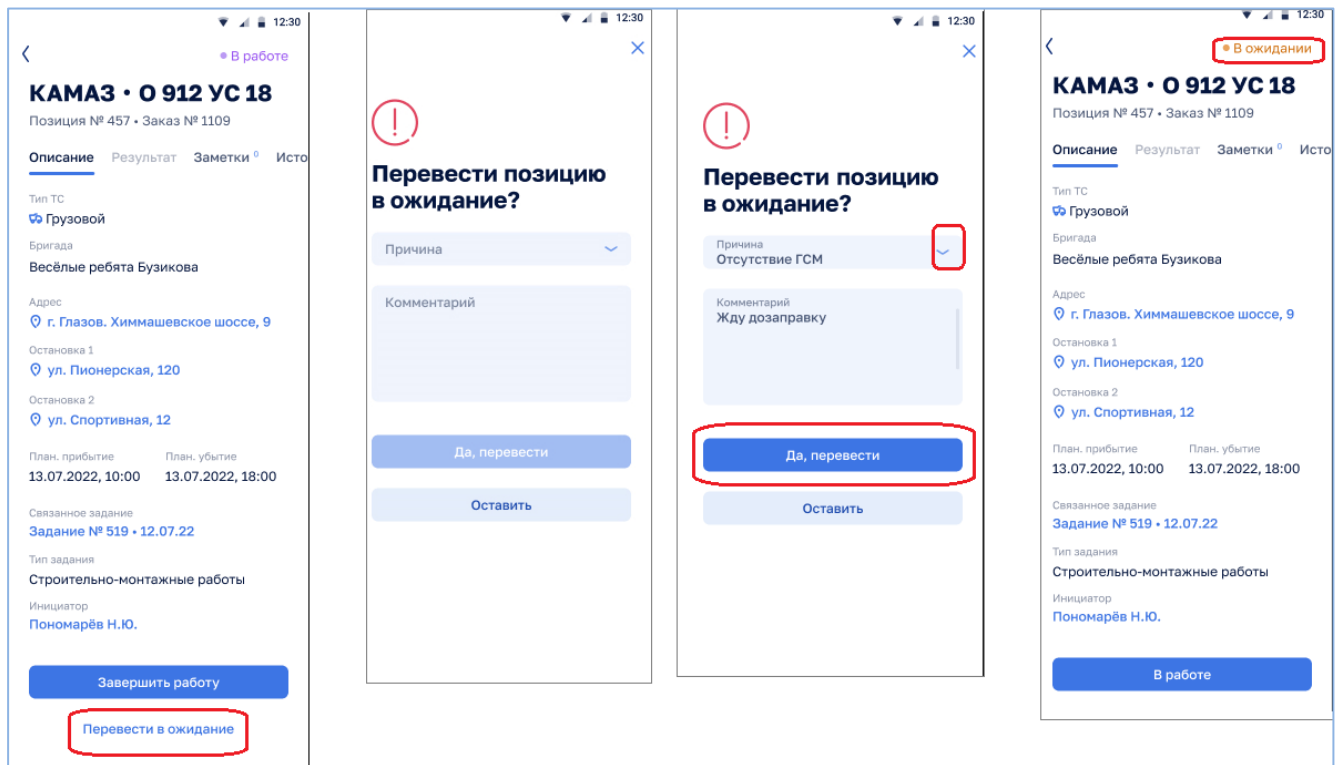 12:30
В работе
КАМАЗ • О 912 УС 18
Позиция № 457 • Заказ № 1109
Описание Результат Заметки 0 Исто
Тип ТС
Грузовой
Бригада
Весёлые ребята Бузикова
Адрес
г. Глазов. Химмашевское шоссе, 9
Остановка 1
ул. Пионерская, 120
Остановка 2
ул. Спортивная, 12
План. прибытие План. убытие
13.07.2022, 10:00 13.07.2022, 18:00
Связанное задание
Задание № 519 • 12.07.22
Тип задания
Строительно-монтажные работы
Инициатор
Пономарёв Н.Ю.
Завершить работу
Перевести в ожидание
12:30
Перевести позицию
в ожидание?
Причина
Комментарий
Да, перевести
Оставить
12:30
Перевести позицию
в ожидание?
Причина
Отсутствие ГСМ
Комментарий
Жду дозаправку
Да, перевести
Оставить
12:30
В ожидании
КАМАЗ • О 912 УС 18
Позиция № 457 • Заказ № 1109
Описание Результат Заметки 0 Исто
Тип ТС
Грузовой
Бригада
Весёлые ребята Бузикова
Адрес
г. Глазов. Химмашевское шоссе, 9
Остановка 1
ул. Пионерская, 120
Остановка 2
ул. Спортивная, 12
План. прибытие План. убытие
13.07.2022, 10:00 13.07.2022, 18:00
Связанное задание
Задание № 519 • 12.07.22
Тип задания
Строительно-монтажные работы
Инициатор
Пономарёв Н.Ю.
В работе